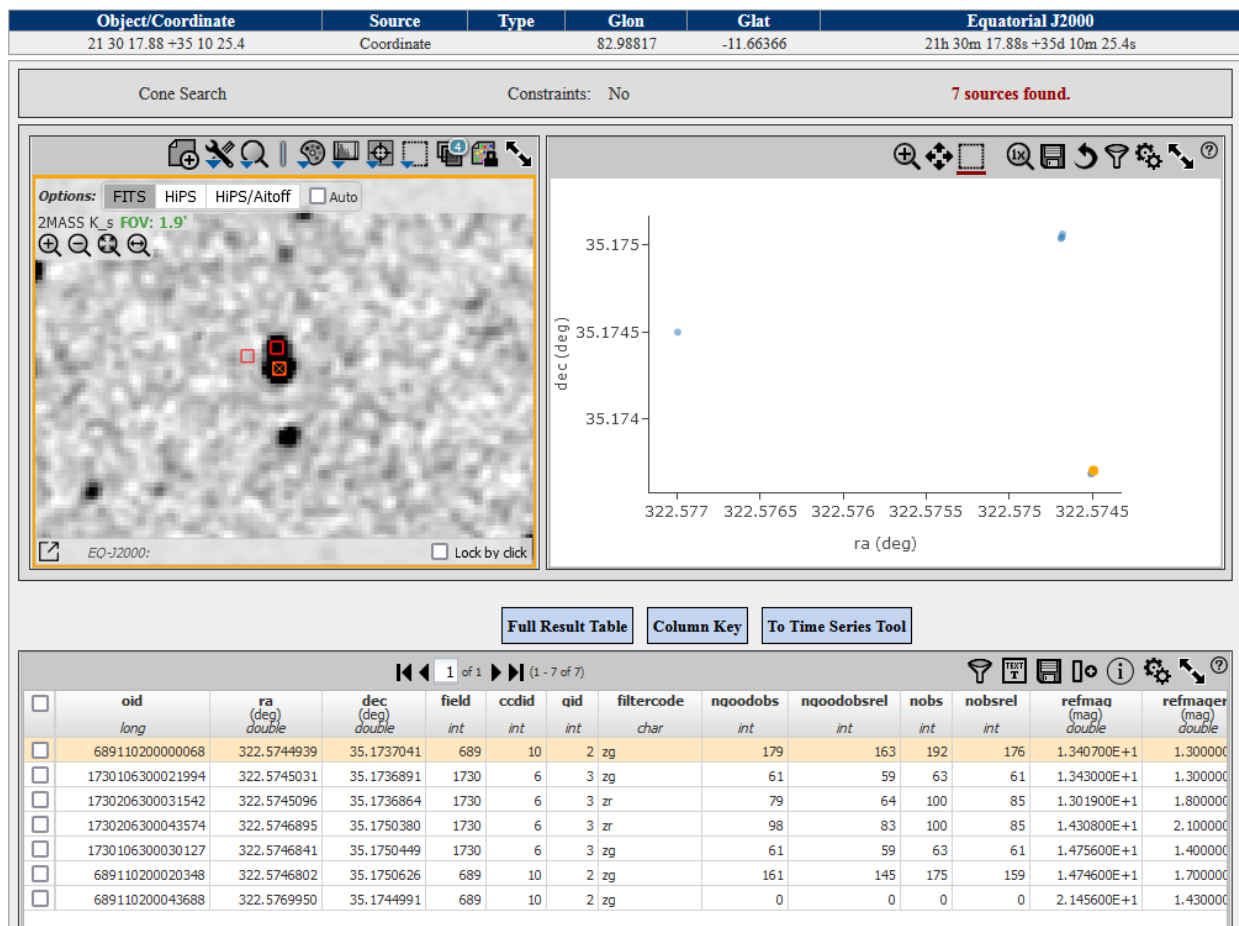 Object/Coordinate Source Type Glon Glat Equatorial J2000
21 30 17.88 +35 10 25.4 Coordinate 82.98817 -11.66366 21h 30m 17.88s +35d 10m 25.4s
Cone Search Constraints: No 7 sources found.
4
1x
?
Options: FITS HiPS HiPS/Aitoff Auto
2MASS K_s FOV: 1.9'
EQ-J2000: Lock by click
35.175
35.1745
35.174
dec (deg)
322.577 322.5765 322.576 322.5755 322.575 322.5745
ra (deg)
Full Result Table Column Key To Time Series Tool
1 of 1 (1 - 7 of 7) TEXT T i ?
oid ra dec field ccdid qid filtercode ngoodobs ngoodobsrel nobs nobsrel refmag refmager
(deg) (deg) (mag) (mag)
long double double int int int char int int int int double double
689110200000068 322.5744939 35.1737041 689 10 2 zg 179 163 192 176 1.340700E+1 1.300000
1730106300021994 322.5745031 35.1736891 1730 6 3 zg 61 59 63 61 1.343000E+1 1.300000
1730206300031542 322.5745096 35.1736864 1730 6 3 zr 79 64 100 85 1.301900E+1 1.800000
1730206300043574 322.5746895 35.1750380 1730 6 3 zr 98 83 100 85 1.430800E+1 2.100000
1730106300030127 322.5746841 35.1750449 1730 6 3 zg 61 59 63 61 1.475600E+1 1.400000
689110200020348 322.5746802 35.1750626 689 10 2 zg 161 145 175 159 1.474600E+1 1.700000
689110200043688 322.5769950 35.1744991 689 10 2 zg 0 0 0 0 2.145600E+1 1.430000